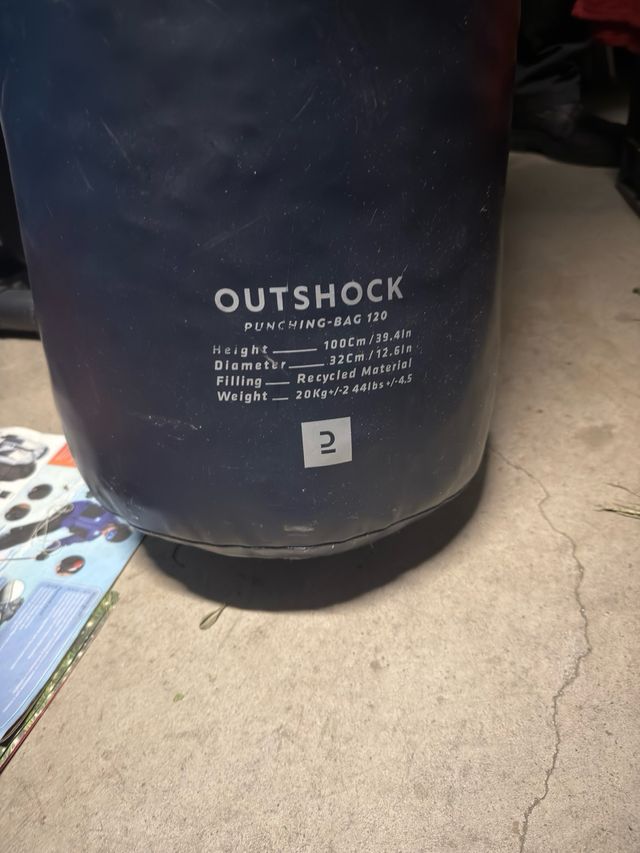 OUTSHOCK
PUNCHING-BAG 120
Height 100Cm/39.4in
Diameter 32Cm/12.6in
Filling Recycled Material
Weight 20Kg+/-2 44lbs+/-4.5